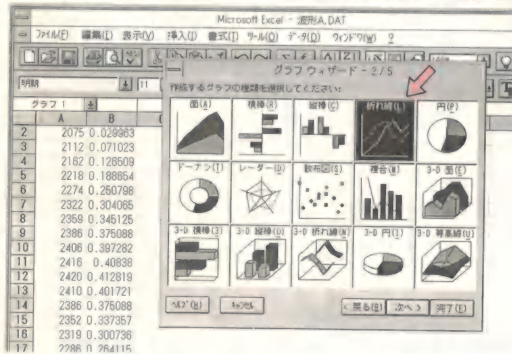 Microsoft Excel - 波形A.DAT
ファイル(F) 編集(E) 表示(V) 挿入(I) 書式(T) ツール(O) データ(D) ウィンドウ(W) ?
明朝 11
グラフ 1
グラフ ウィザード - 2/5
作成するグラフの種類を選択してください:
面(A) 横棒(B) 縦棒(C) 折れ線(L) 円(P)
ドーナツ(T) レーダー(D) 散布図(S) 複合(M) 3-D 面(E)
3-D 横棒(3) 3-D 縦棒(O) 3-D 折れ線(N) 3-D 円(I) 3-D 等高線(U)
ヘルプ(H) キャンセル < 戻る(B) 次へ > 完了(F)
A B
2 2075 0.029963
3 2112 0.071023
4 2162 0.126509
5 2218 0.188654
6 2274 0.250798
7 2322 0.304065
8 2359 0.345125
9 2386 0.375088
10 2406 0.397282
11 2416 0.40838
12 2420 0.412819
13 2410 0.401721
14 2386 0.375088
15 2352 0.337357
16 2319 0.300736
17 2286 0.264115